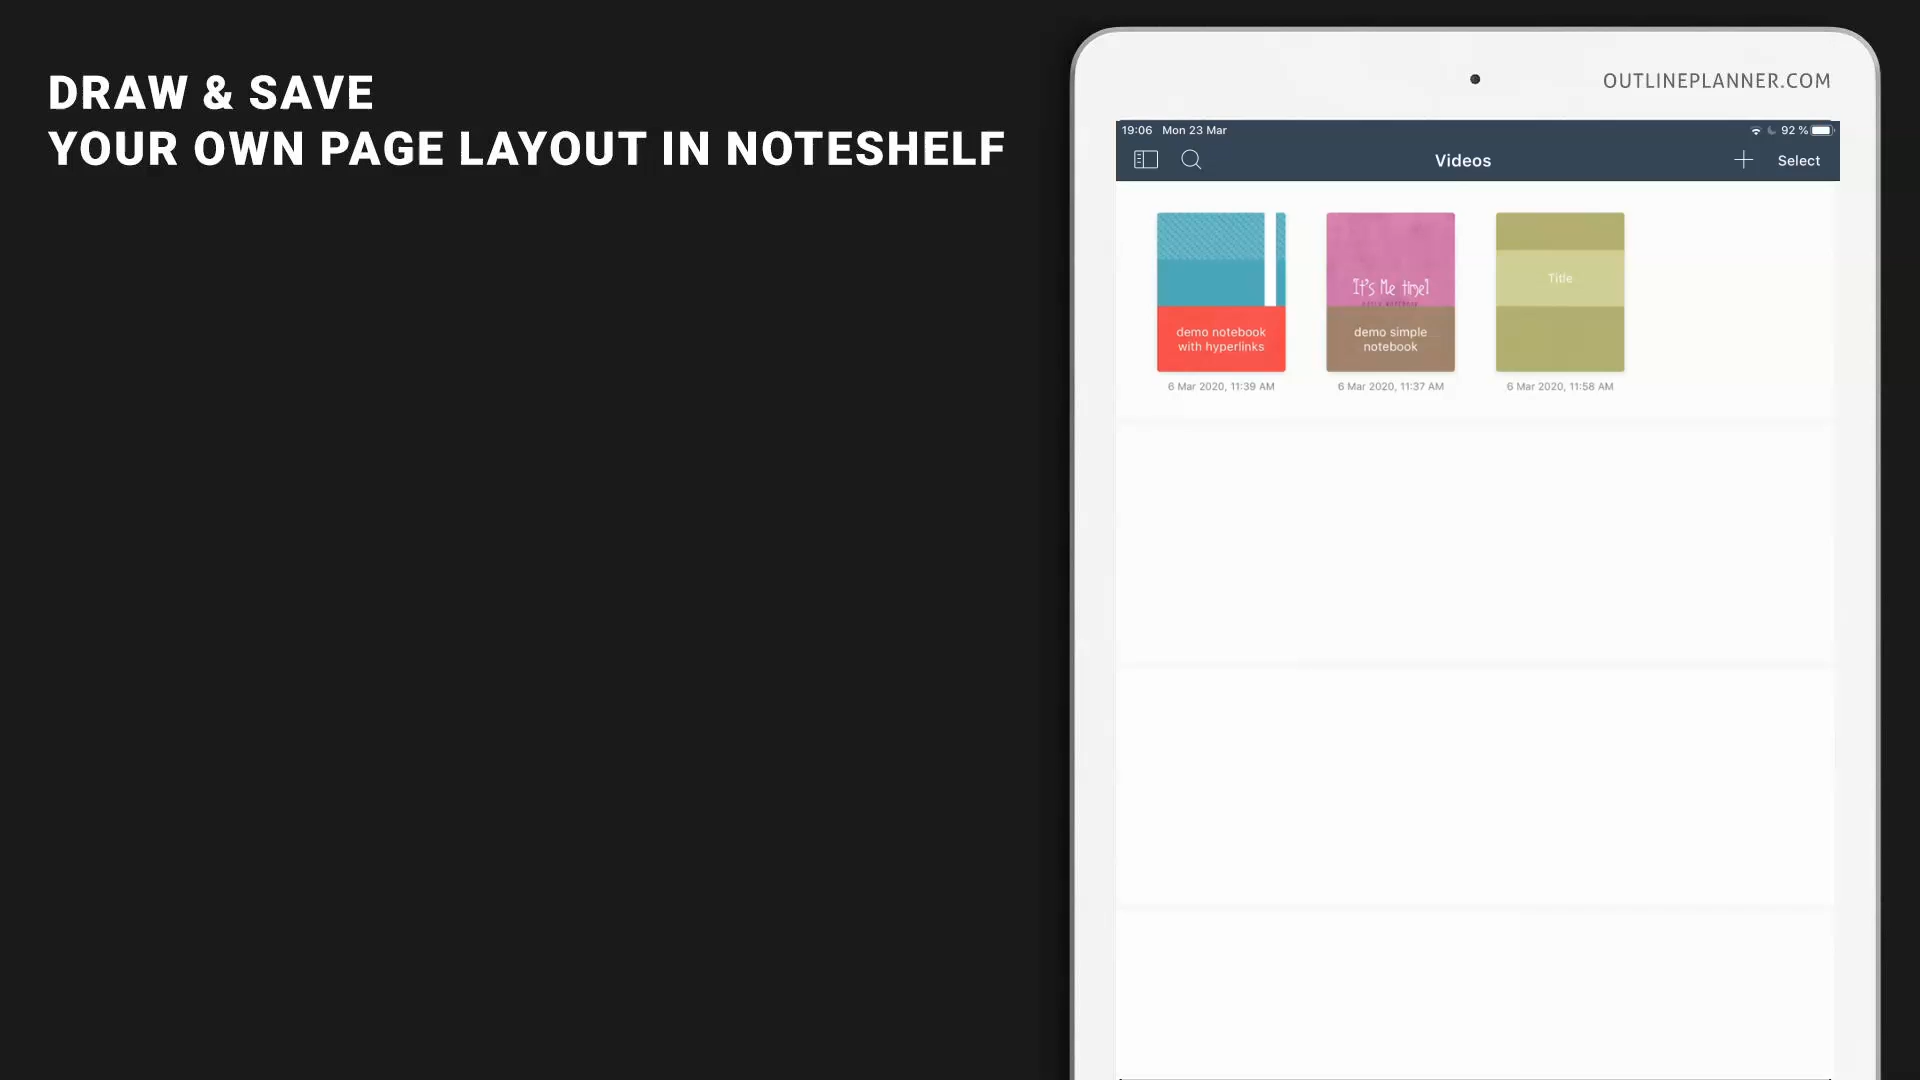 DRAW & SAVE
YOUR OWN PAGE LAYOUT IN NOTESHELF
OUTLINEPLANNER.COM
19:06 Mon 23 Mar
92 %
Videos
Select
It's Me time!
demo notebook
with hyperlinks
demo simple
notebook
Title
6 Mar 2020, 11:39 AM
6 Mar 2020, 11:37 AM
6 Mar 2020, 11:58 AM